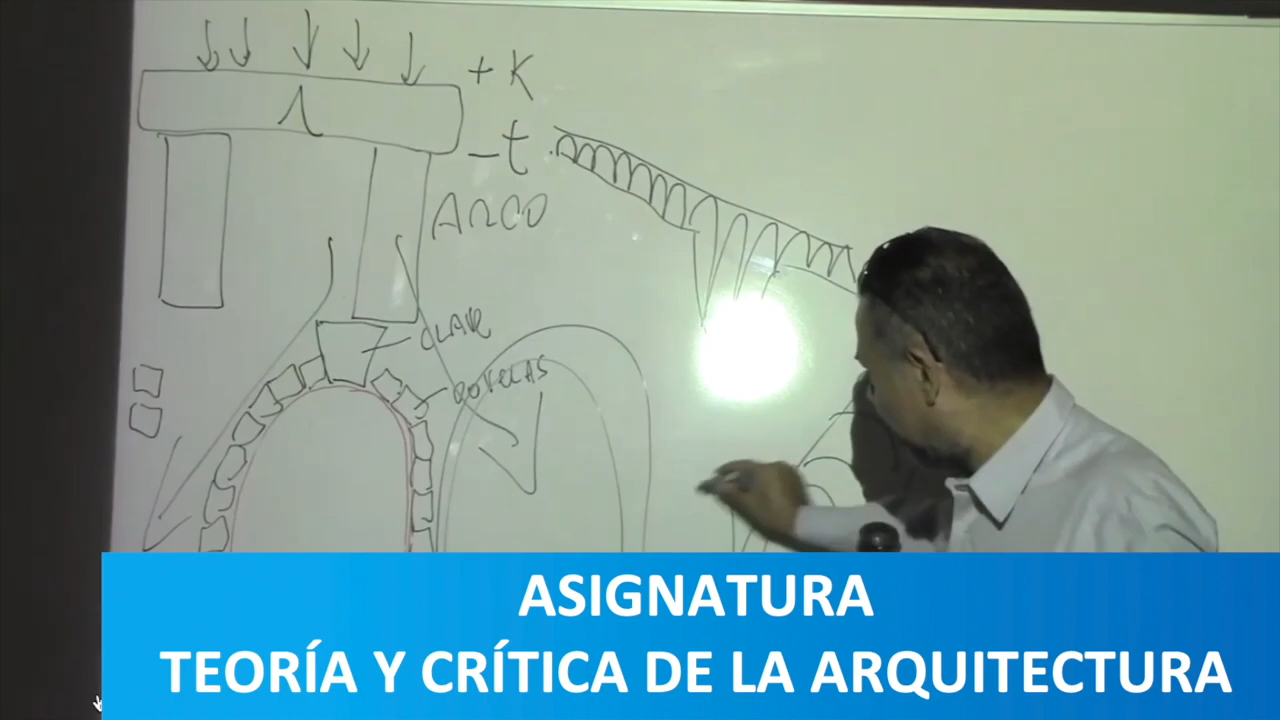 + K
- t
ARCO
CLAVE
DOVELAS
ASIGNATURA
TEORÍA Y CRÍTICA DE LA ARQUITECTURA